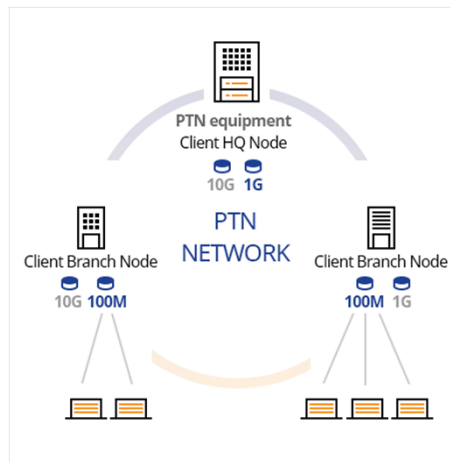 PTN equipment
Client HQ Node
10G 1G
PTN
NETWORK
Client Branch Node
10G 100M
Client Branch Node
100M 1G